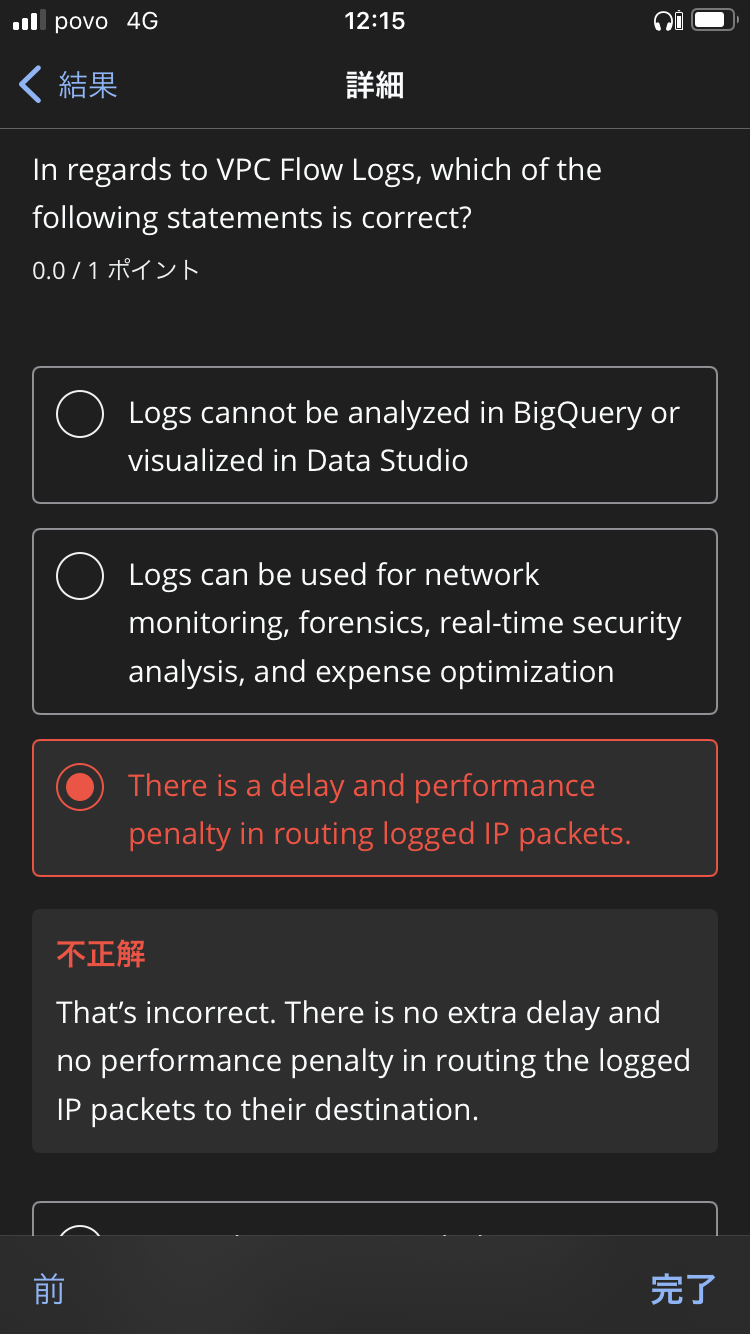 povo 4G 12:15
結果 詳細
In regards to VPC Flow Logs, which of the
following statements is correct?
0.0 / 1 ポイント
Logs cannot be analyzed in BigQuery or
visualized in Data Studio
Logs can be used for network
monitoring, forensics, real-time security
analysis, and expense optimization
There is a delay and performance
penalty in routing logged IP packets.
不正解
That’s incorrect. There is no extra delay and
no performance penalty in routing the logged
IP packets to their destination.
前 完了